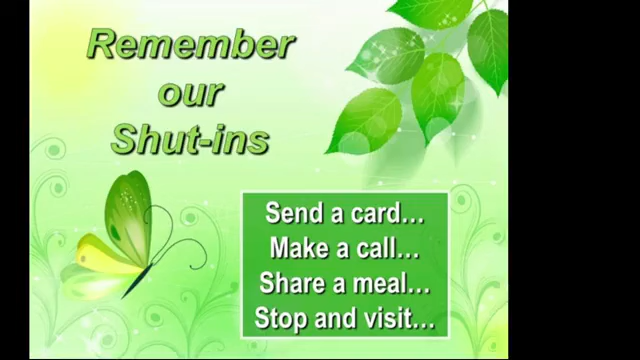 Remember
our
Shut-ins
Send a card...
Make a call...
Share a meal...
Stop and visit...